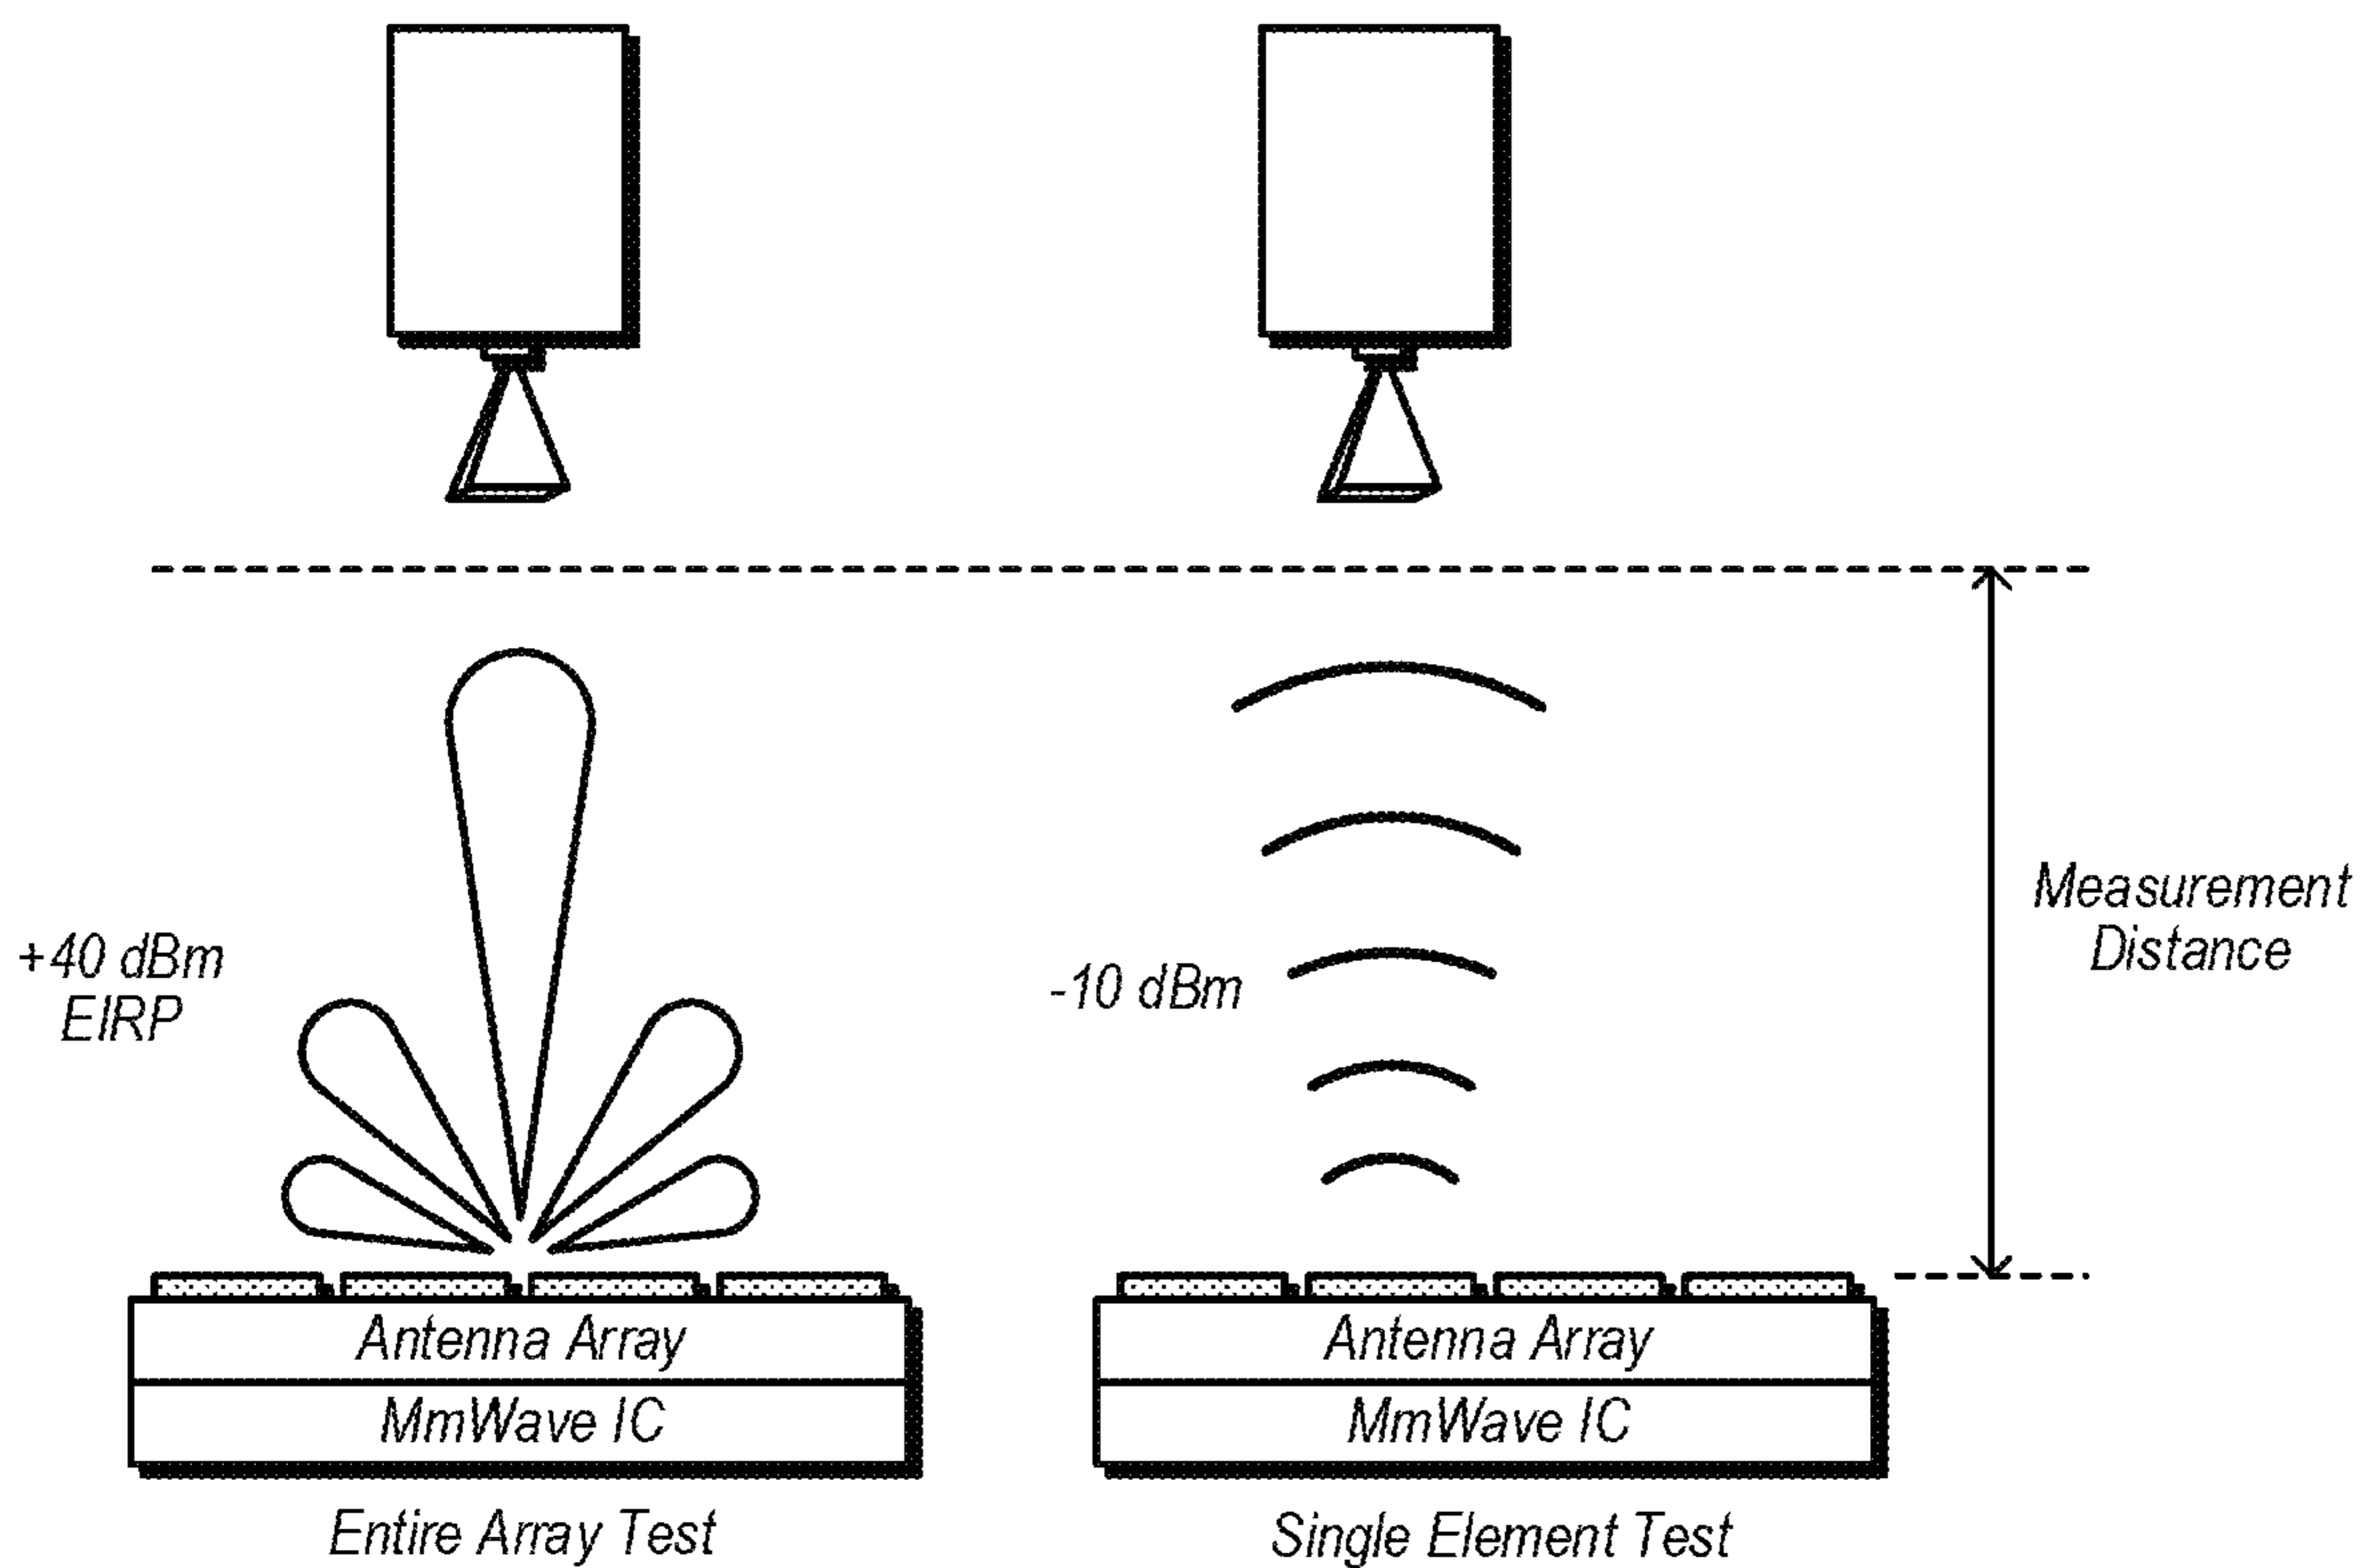 +40 dBm
EIRP
-10 dBm
Measurement
Distance
Antenna Array
MmWave IC
Entire Array Test
Antenna Array
MmWave IC
Single Element Test